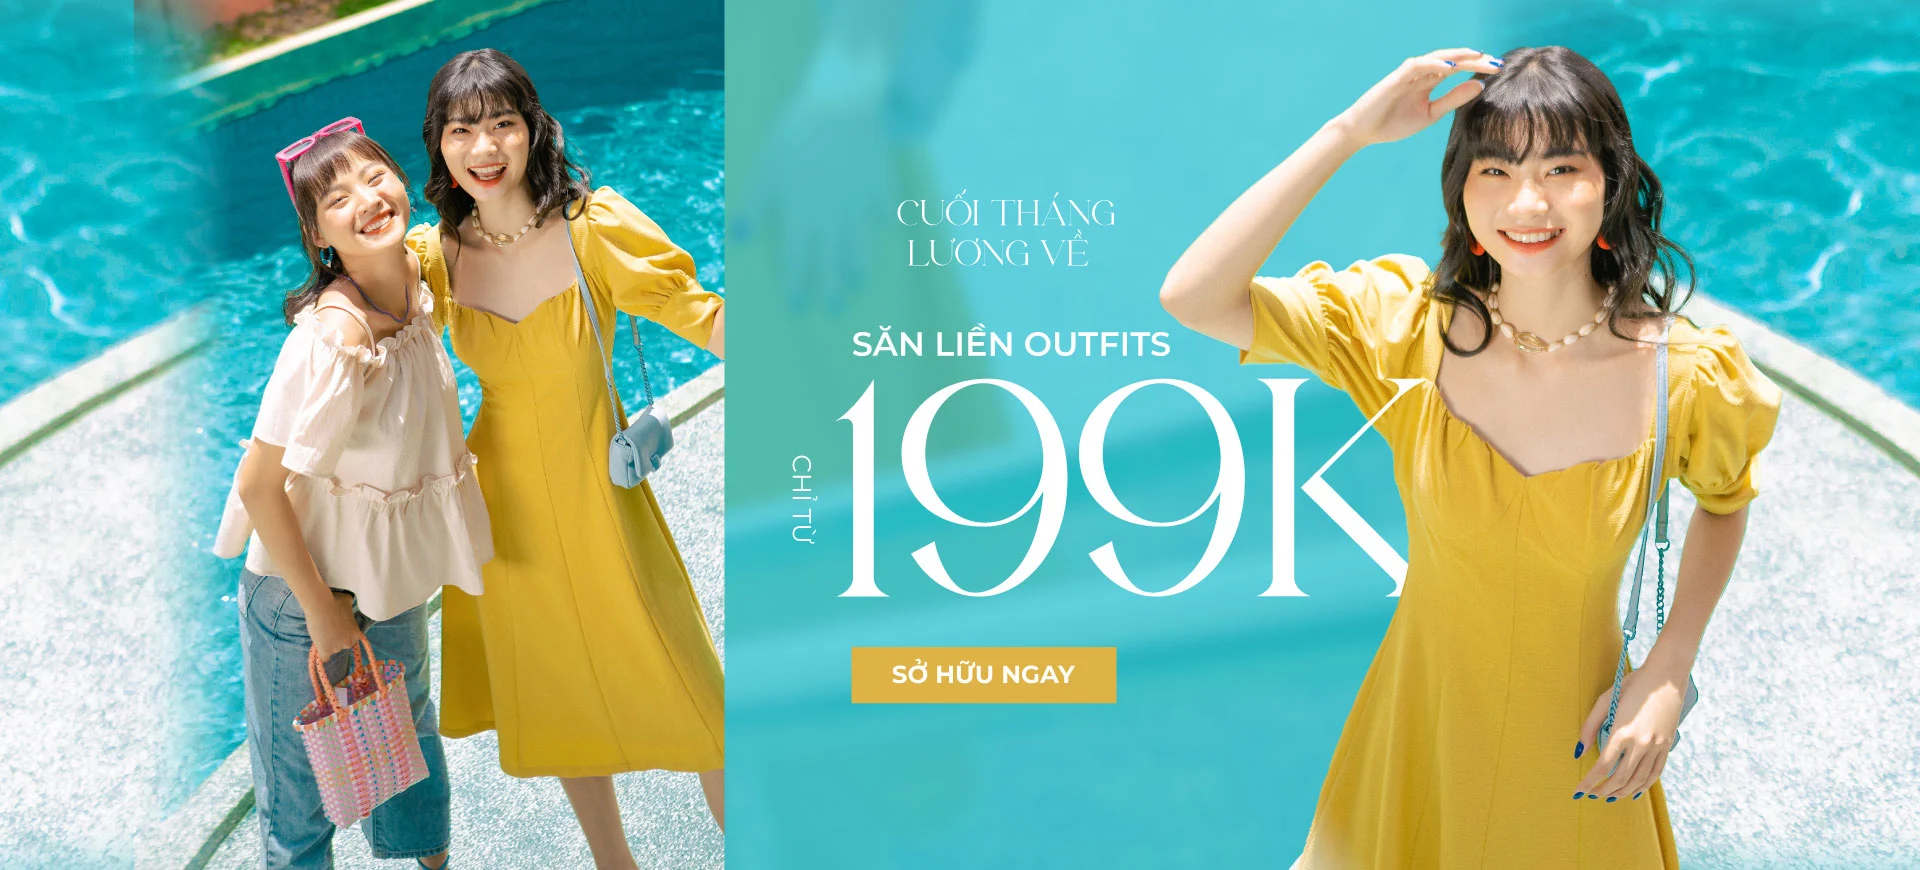 CUỐI THÁNG
LƯƠNG VỀ
SĂN LIỀN OUTFITS
CHỈ TỪ
199K
SỞ HỮU NGAY